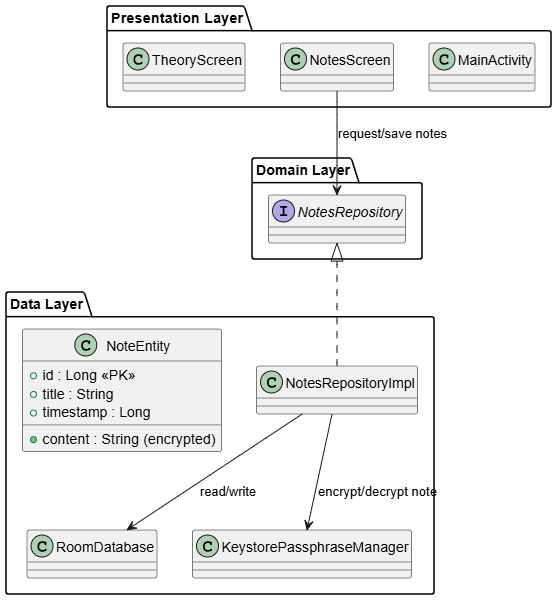 Presentation Layer
C TheoryScreen
C NotesScreen
C MainActivity
request/save notes
Domain Layer
I NotesRepository
Data Layer
C NoteEntity
id : Long «PK»
title : String
timestamp : Long
content : String (encrypted)
C NotesRepositoryImpl
read/write
encrypt/decrypt note
C RoomDatabase
C KeystorePassphraseManager